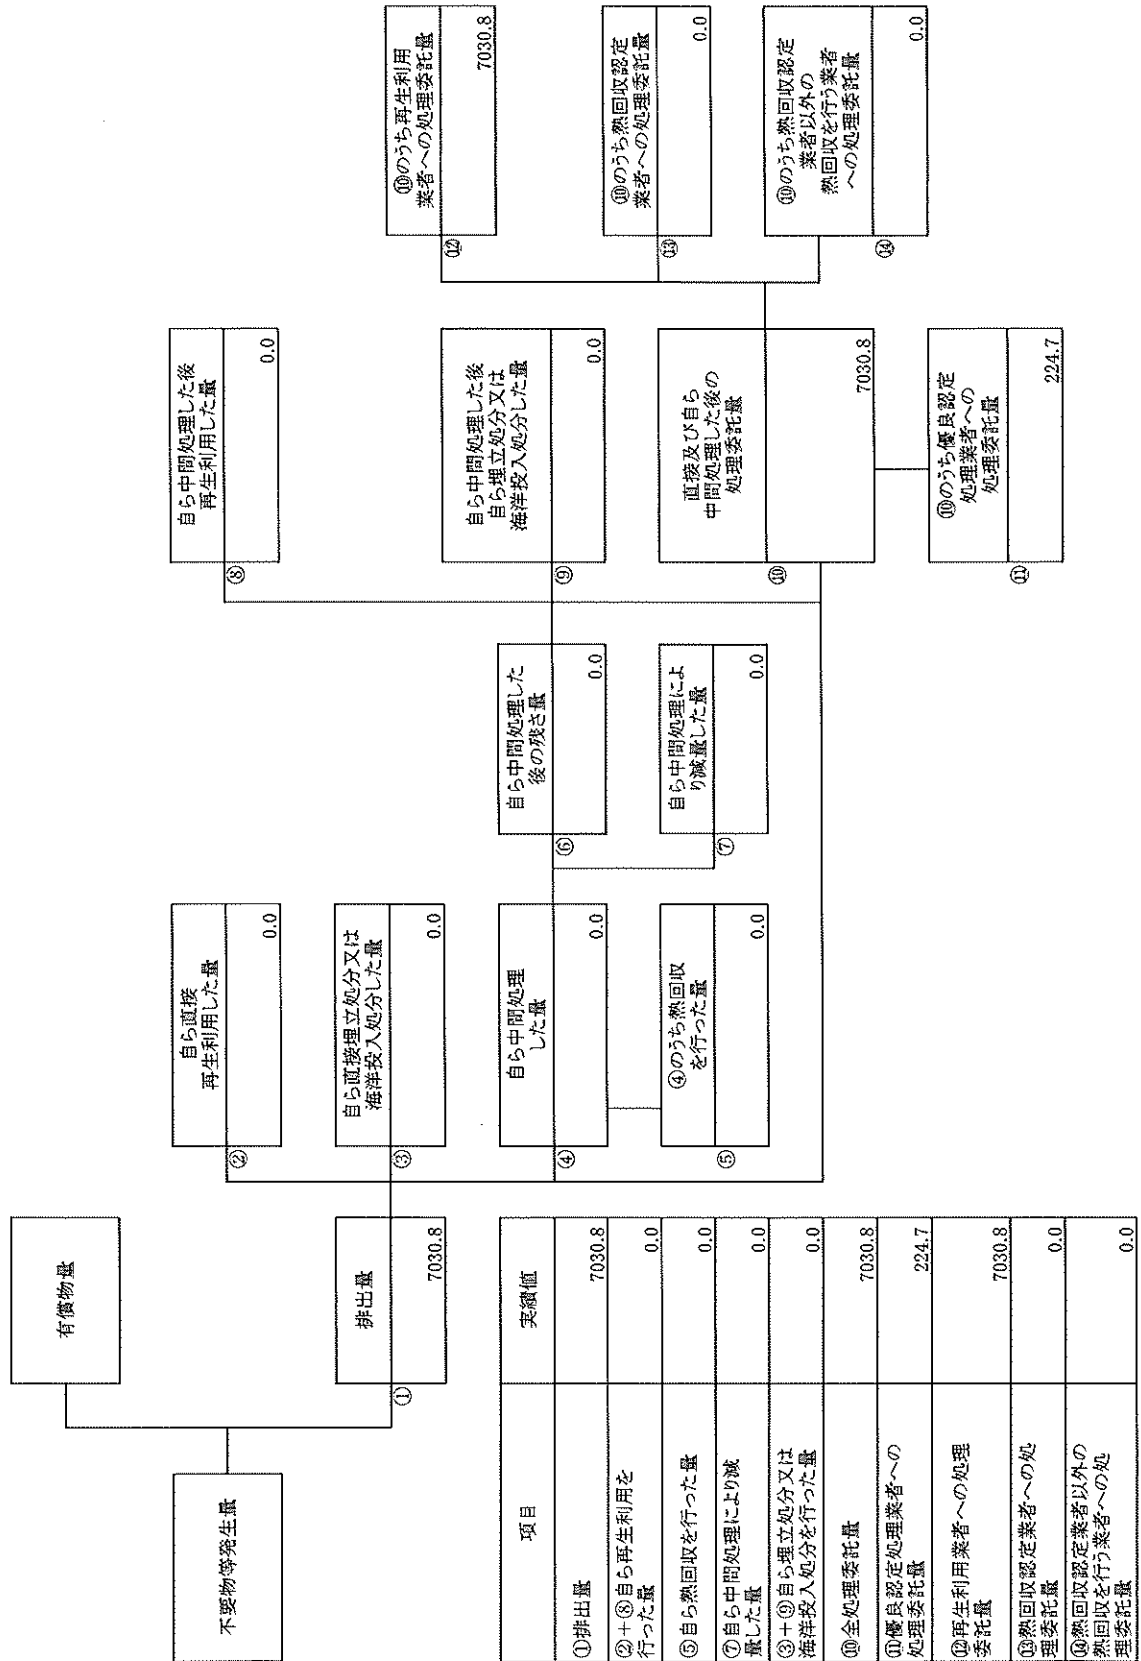 不要物等発生量
有償物量
排出量
①
7030.8
自ら直接
再生利用した量
②
0.0
自ら直接埋立処分又は
海洋投入処分した量
③
0.0
自ら中間処理
した量
④
0.0
④のうち熱回収
を行った量
⑤
0.0
自ら中間処理した
後の残さ量
⑥
0.0
自ら中間処理によ
り減量した量
⑦
0.0
自ら中間処理した後
再生利用した量
⑧
0.0
自ら中間処理した後
自ら埋立処分又は
海洋投入処分した量
⑨
0.0
直接及び自ら
中間処理した後の
処理委託量
⑩
7030.8
⑩のうち優良認定
処理業者への
処理委託量
⑪
224.7
⑩のうち再生利用
業者への処理委託量
⑫
7030.8
⑩のうち熱回収認定
業者への処理委託量
⑬
0.0
⑩のうち熱回収認定
業者以外の
熱回収を行う業者
への処理委託量
⑭
0.0
項目 実績値
①排出量 7030.8
②+⑧自ら再生利用を
行った量 0.0
⑤自ら熱回収を行った量 0.0
⑦自ら中間処理により減
量した量 0.0
③+⑨自ら埋立処分又は
海洋投入処分を行った量 0.0
⑩全処理委託量 7030.8
⑪優良認定処理業者への
処理委託量 224.7
⑫再生利用業者への処理
委託量 7030.8
⑬熱回収認定業者への処
理委託量 0.0
⑭熱回収認定業者以外の
熱回収を行う業者への処
理委託量 0.0